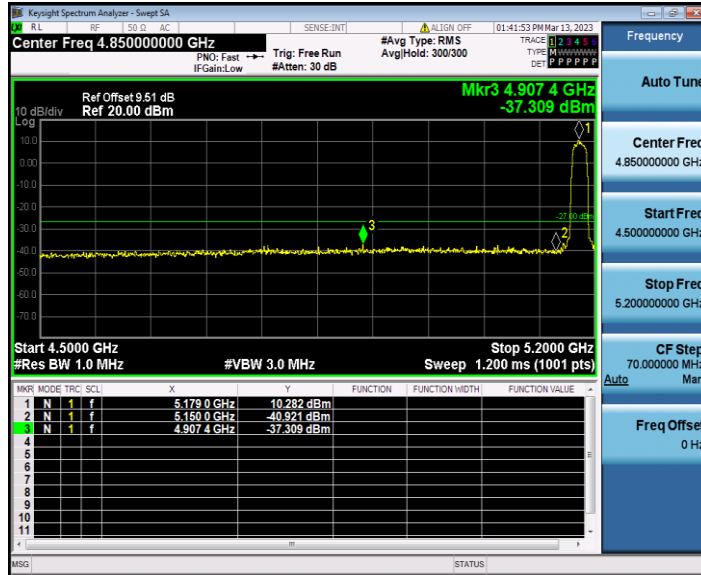 Keysight Spectrum Analyzer - Swept SA
LXI RL RF 50 Ω AC SENSE:INT ALIGN OFF 01:41:53 PM Mar 13, 2023
Center Freq 4.850000000 GHz
PNO: Fast
IFGain:Low
Trig: Free Run
#Atten: 30 dB
#Avg Type: RMS
Avg|Hold: 300/300
TRACE 1 2 3 4 5 6
TYPE M W W W W W
DET P P P P P P
Ref Offset 9.51 dB
10 dB/div Ref 20.00 dBm
Log
Mkr3 4.907 4 GHz
-37.309 dBm
10.0
0.00
-10.0
-20.0
-30.0
-40.0
-50.0
-60.0
-70.0
1
-27.00 dBm
2
3
Start 4.5000 GHz Stop 5.2000 GHz
#Res BW 1.0 MHz #VBW 3.0 MHz Sweep 1.200 ms (1001 pts)
MKR MODE TRC SCL X Y FUNCTION FUNCTION WIDTH FUNCTION VALUE
1 N 1 f 5.179 0 GHz 10.282 dBm
2 N 1 f 5.150 0 GHz -40.921 dBm
3 N 1 f 4.907 4 GHz -37.309 dBm
4
5
6
7
8
9
10
11
MSG STATUS
Frequency
Auto Tune
Center Freq
4.850000000 GHz
Start Freq
4.500000000 GHz
Stop Freq
5.200000000 GHz
CF Step
70.000000 MHz
Auto Man
Freq Offset
0 Hz